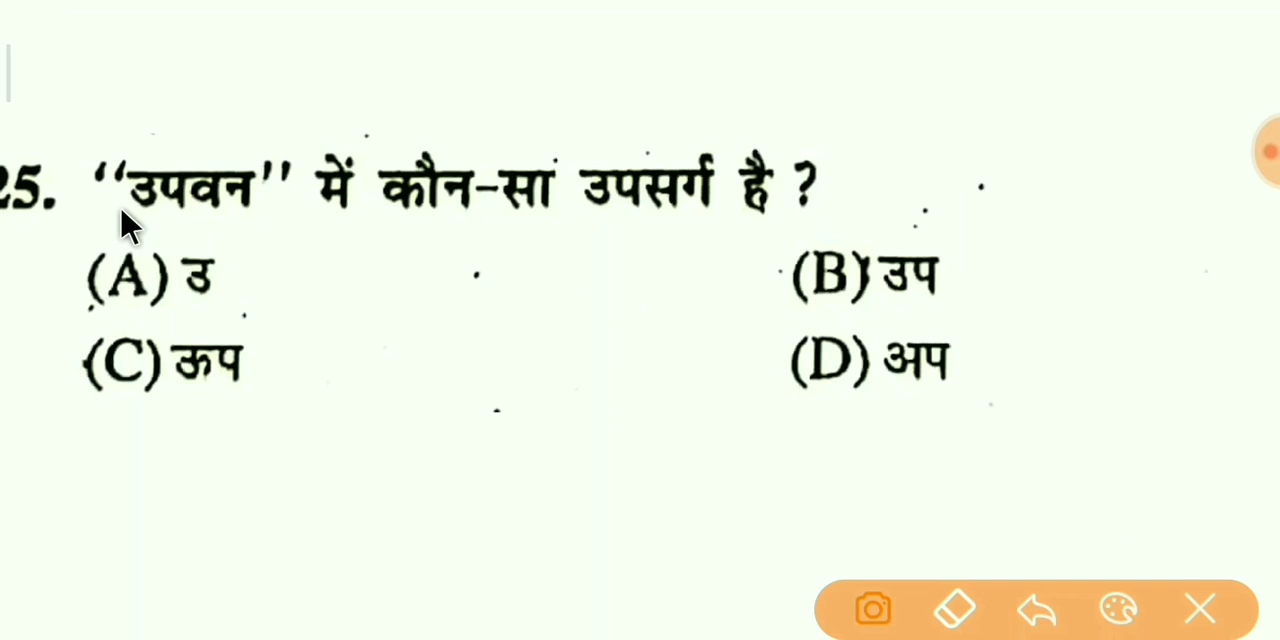 25. ‘‘उपवन’’ में कौन-सा उपसर्ग है ?
(A) उ (B) उप
(C) ऊप (D) अप